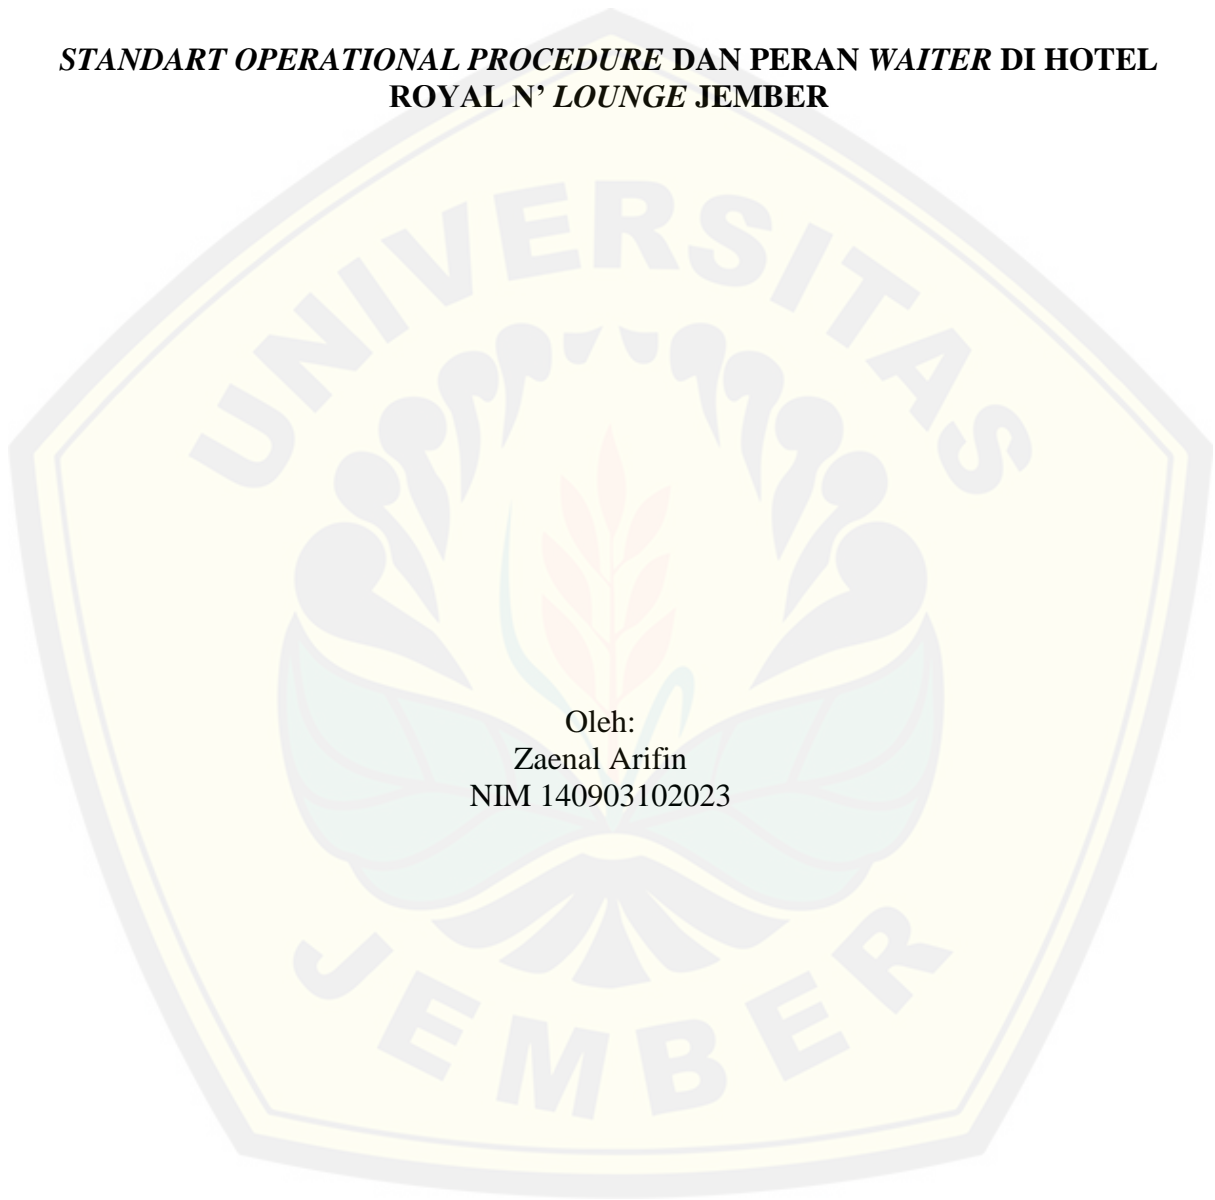 STANDART OPERATIONAL PROCEDURE DAN PERAN WAITER DI HOTEL
ROYAL N’ LOUNGE JEMBER
UNIVERSITAS
Oleh:
Zaenal Arifin
NIM 140903102023
JEMBER